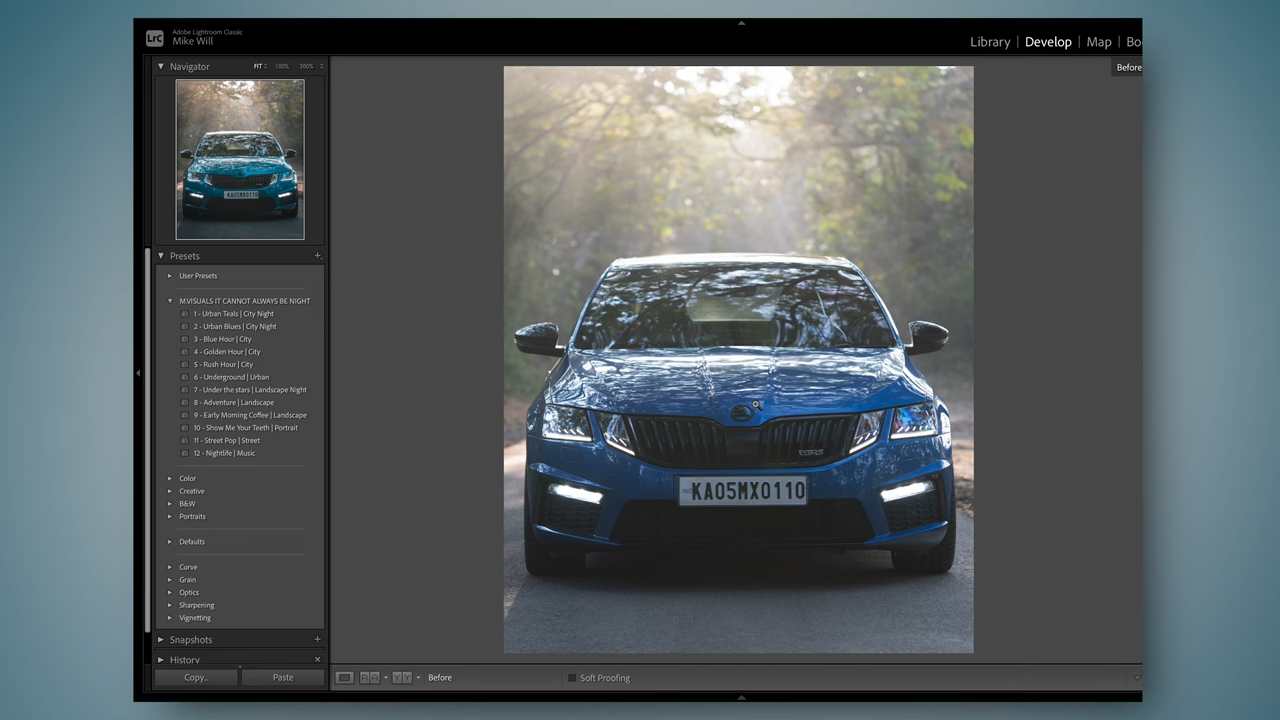 LrC
Adobe Lightroom Classic
Mike Will
Library | Develop | Map | Bo
Navigator FIT 100% 300%
Before
Presets +
User Presets
M.VISUALS IT CANNOT ALWAYS BE NIGHT
1 - Urban Teals | City Night
2 - Urban Blues | City Night
3 - Blue Hour | City
4 - Golden Hour | City
5 - Rush Hour | City
6 - Underground | Urban
7 - Under the stars | Landscape Night
8 - Adventure | Landscape
9 - Early Morning Coffee | Landscape
10 - Show Me Your Teeth | Portrait
11 - Street Pop | Street
12 - Nightlife | Music
Color
Creative
B&W
Portraits
Defaults
Curve
Grain
Optics
Sharpening
Vignetting
Snapshots +
History ×
Copy... Paste
Before
Soft Proofing
KA05MX0110